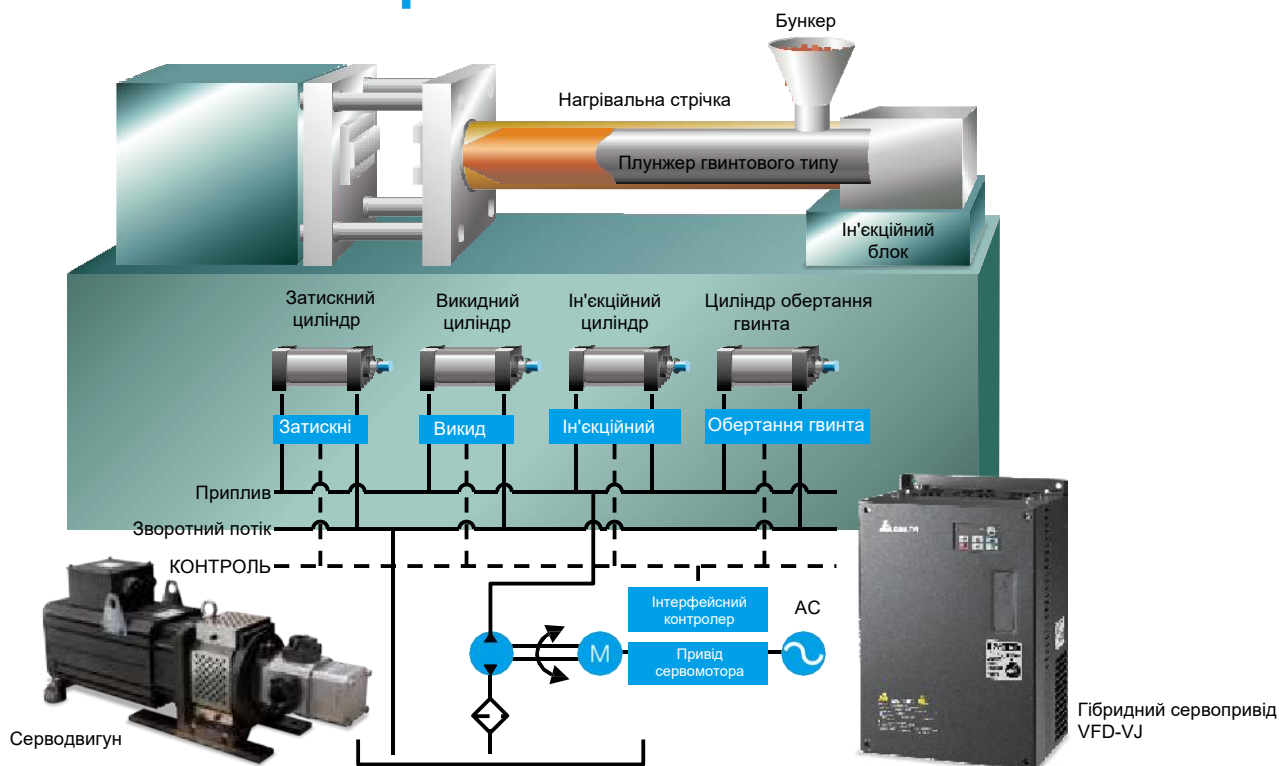 Бункер
Нагрівальна стрічка
Плунжер гвинтового типу
Ін'єкційний
блок
Затискний
циліндр
Викидний
циліндр
Ін'єкційний
циліндр
Циліндр обертання
гвинта
Затискні
Викид
Ін'єкційний
Обертання гвинта
Приплив
Зворотний потік
КОНТРОЛЬ
Інтерфейсний
контролер
AC
M
Привід
сервомотора
Серводвигун
Гібридний сервопривід
VFD-VJ